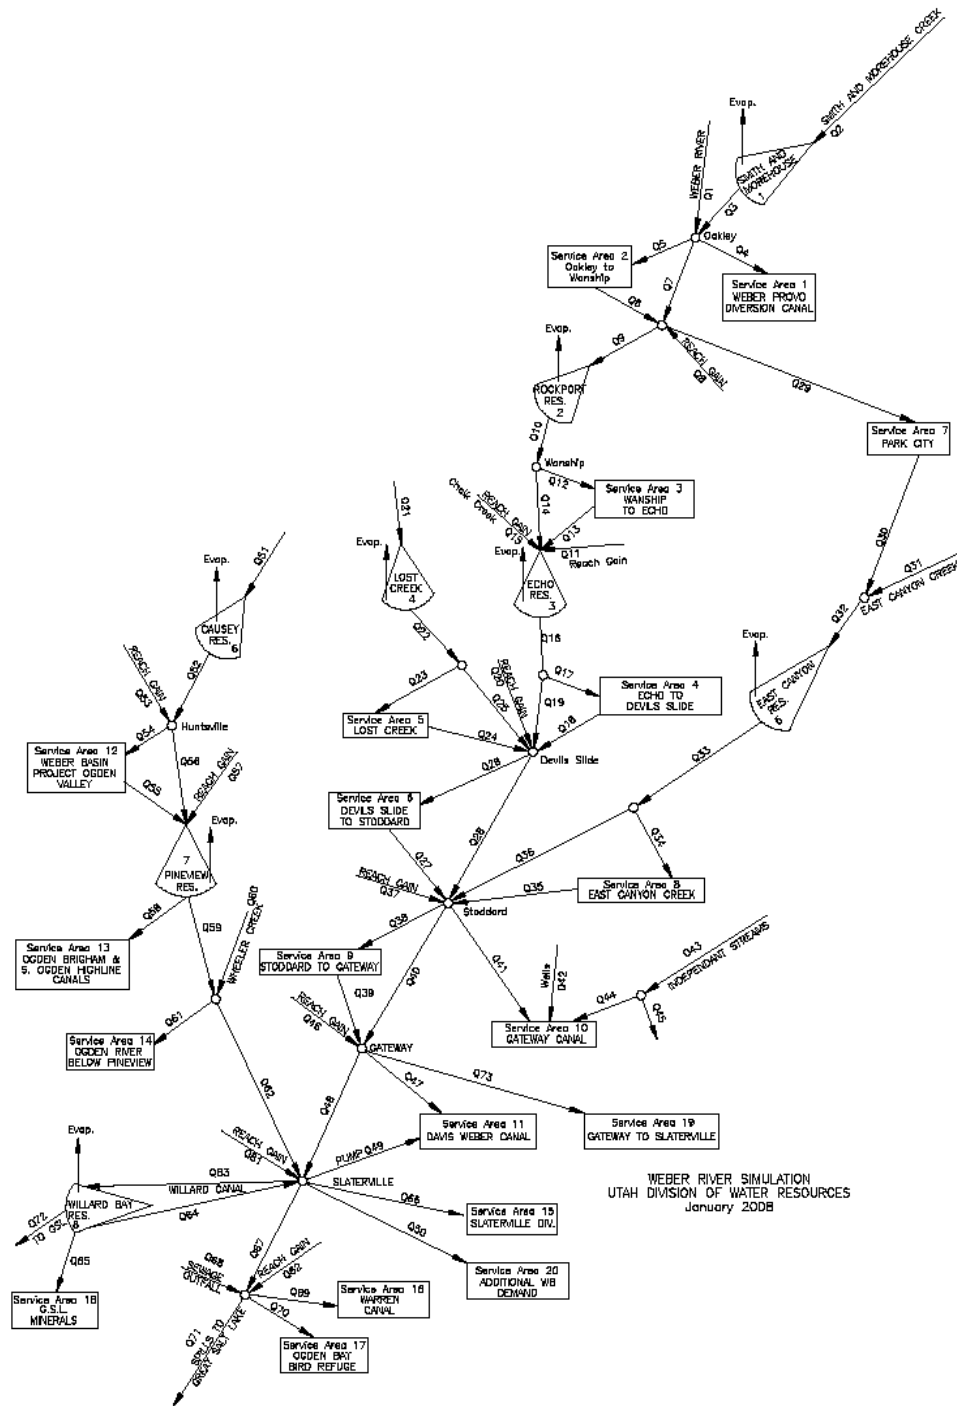 SMITH AND MOREHOUSE CREEK
Q2
Evap.
WEBER RIVER
Q1
SMITH AND
MOREHOUSE
1
Q3
Oakley
Q5
Q4
Service Area 2
Oakley to
Wanship
Service Area 1
WEBER PROVO
DIVERSION CANAL
Q7
Q6
Evap.
Q9
REACH GAIN
Q8
Q29
ROCKPORT
RES.
2
Service Area 7
PARK CITY
Q10
Wanship
Q12
Service Area 3
WANSHIP
TO ECHO
Q14
Q13
REACH GAIN
Chalk Creek
Q15
Q11
Reach Gain
Q21
Q30
Q31
EAST CANYON CREEK
Q32
Evap.
LOST
CREEK
4
Evap.
ECHO
RES.
3
Q51
Evap.
CAUSEY
RES.
6
Q22
Q16
Evap.
EAST CANYON
RES.
6
REACH GAIN
Q53
Q52
Q23
REACH GAIN
Q20
Q25
Q17
Q19
Service Area 4
ECHO TO
DEVILS SLIDE
Q18
Huntsville
Q54
Service Area 5
LOST CREEK
Q24
Service Area 12
WEBER BASIN
PROJECT OGDEN
VALLEY
Q56
REACH GAIN
Q57
Q55
Devils Slide
Q28
Q33
Service Area 6
DEVILS SLIDE
TO STODDARD
Q26
Evap.
7
PINEVIEW
RES.
Q27
Q36
Q34
REACH GAIN
Q37
Q35
Service Area 8
EAST CANYON CREEK
Stoddard
Q58
Q59
Q60
WHEELER CREEK
Q38
Service Area 13
OGDEN BRIGHAM &
S. OGDEN HIGHLINE
CANALS
Service Area 9
STODDARD TO GATEWAY
Q40
Q41
Wells
Q42
Q43
INDEPENDANT STREAMS
Q44
Q45
Q39
REACH GAIN
Q46
Service Area 10
GATEWAY CANAL
Q61
Service Area 14
OGDEN RIVER
BELOW PINEVIEW
GATEWAY
Q47
Q73
Q62
Q48
Service Area 11
DAVIS WEBER CANAL
Service Area 19
GATEWAY TO SLATERVILLE
Evap.
REACH GAIN
Q81
PUMP Q49
Q63
WILLARD CANAL
SLATERVILLE
WILLARD BAY
RES.
8
Q64
Q66
Service Area 15
SLATERVILLE DIV.
WEBER RIVER SIMULATION
UTAH DIVISION OF WATER RESOURCES
January 2008
Q72
TO GSL
Q50
Q65
Q67
Q68
SEWAGE
OUTFALL
REACH GAIN
Q82
Service Area 20
ADDITIONAL WB
DEMAND
Service Area 18
G.S.L.
MINERALS
Q69
Service Area 16
WARREN
CANAL
Q70
Service Area 17
OGDEN BAY
BIRD REFUGE
Q71
SPILLS TO
GREAT SALT LAKE